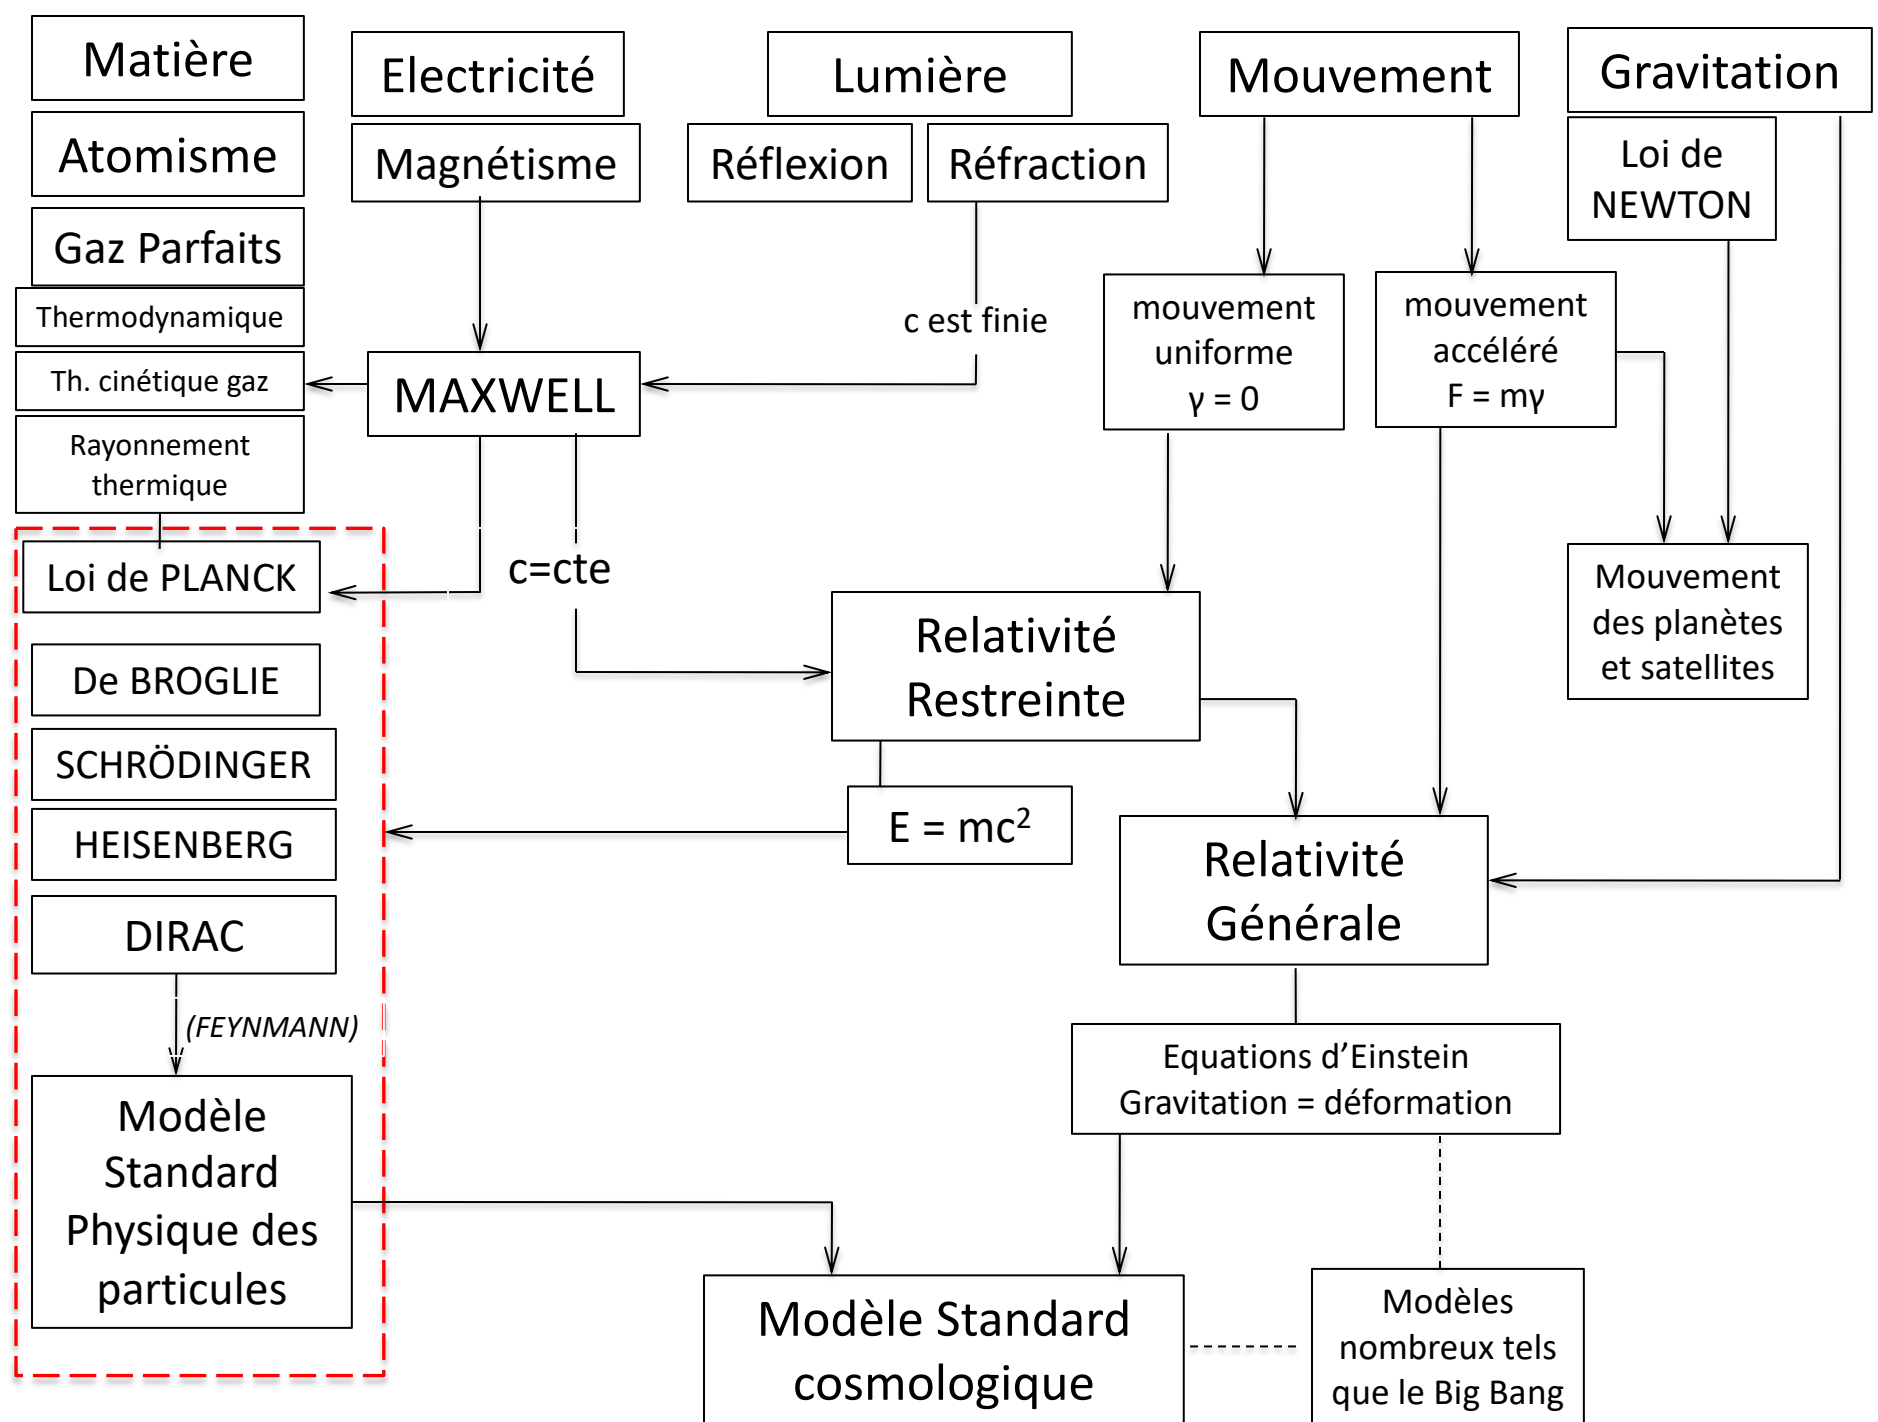 Matière
Electricité
Lumière
Mouvement
Gravitation
Atomisme
Magnétisme
Réflexion
Réfraction
Loi de
NEWTON
Gaz Parfaits
Thermodynamique
Th. cinétique gaz
Rayonnement
thermique
MAXWELL
c est finie
mouvement
uniforme
γ = 0
mouvement
accéléré
F = mγ
Loi de PLANCK
c=cte
Mouvement
des planètes
et satellites
De BROGLIE
SCHRÖDINGER
HEISENBERG
DIRAC
Relativité
Restreinte
E = mc²
Relativité
Générale
(FEYNMANN)
Equations d’Einstein
Gravitation = déformation
Modèle
Standard
Physique des
particules
Modèle Standard
cosmologique
Modèles
nombreux tels
que le Big Bang